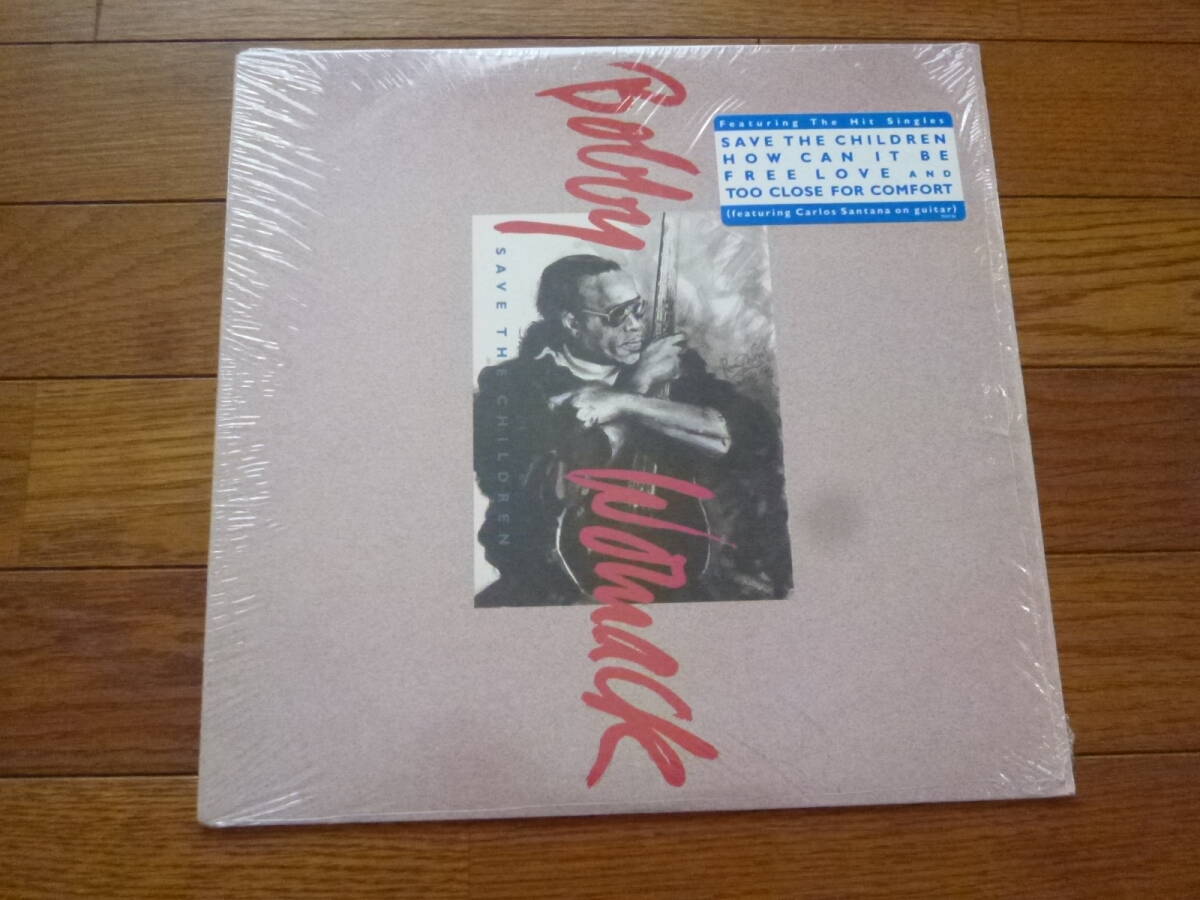 Bobby Womack
SAVE THE CHILDREN
Featuring The Hit Singles
SAVE THE CHILDREN
HOW CAN IT BE
FREE LOVE AND
TOO CLOSE FOR COMFORT
(featuring Carlos Santana on guitar)